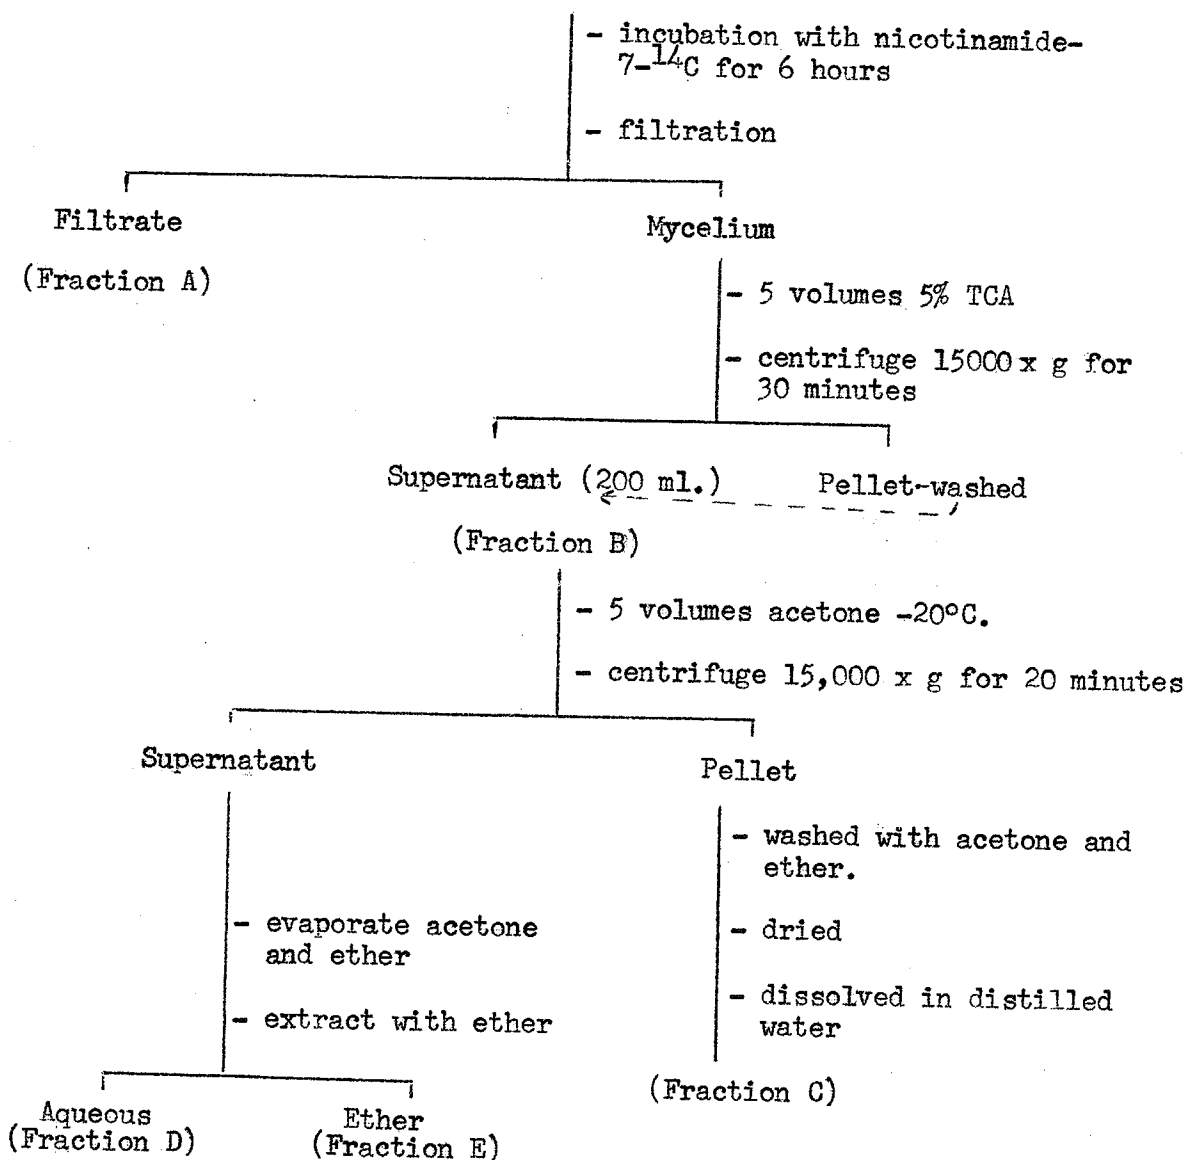 - incubation with nicotinamide-
7-14C for 6 hours
- filtration
Filtrate
(Fraction A)
Mycelium
- 5 volumes 5% TCA
- centrifuge 15000 x g for
30 minutes
Supernatant (200 ml.)
Pellet-washed
(Fraction B)
- 5 volumes acetone -20°C.
- centrifuge 15,000 x g for 20 minutes
Supernatant
Pellet
- evaporate acetone
and ether
- extract with ether
- washed with acetone and
ether.
- dried
- dissolved in distilled
water
(Fraction C)
Aqueous
(Fraction D)
Ether
(Fraction E)